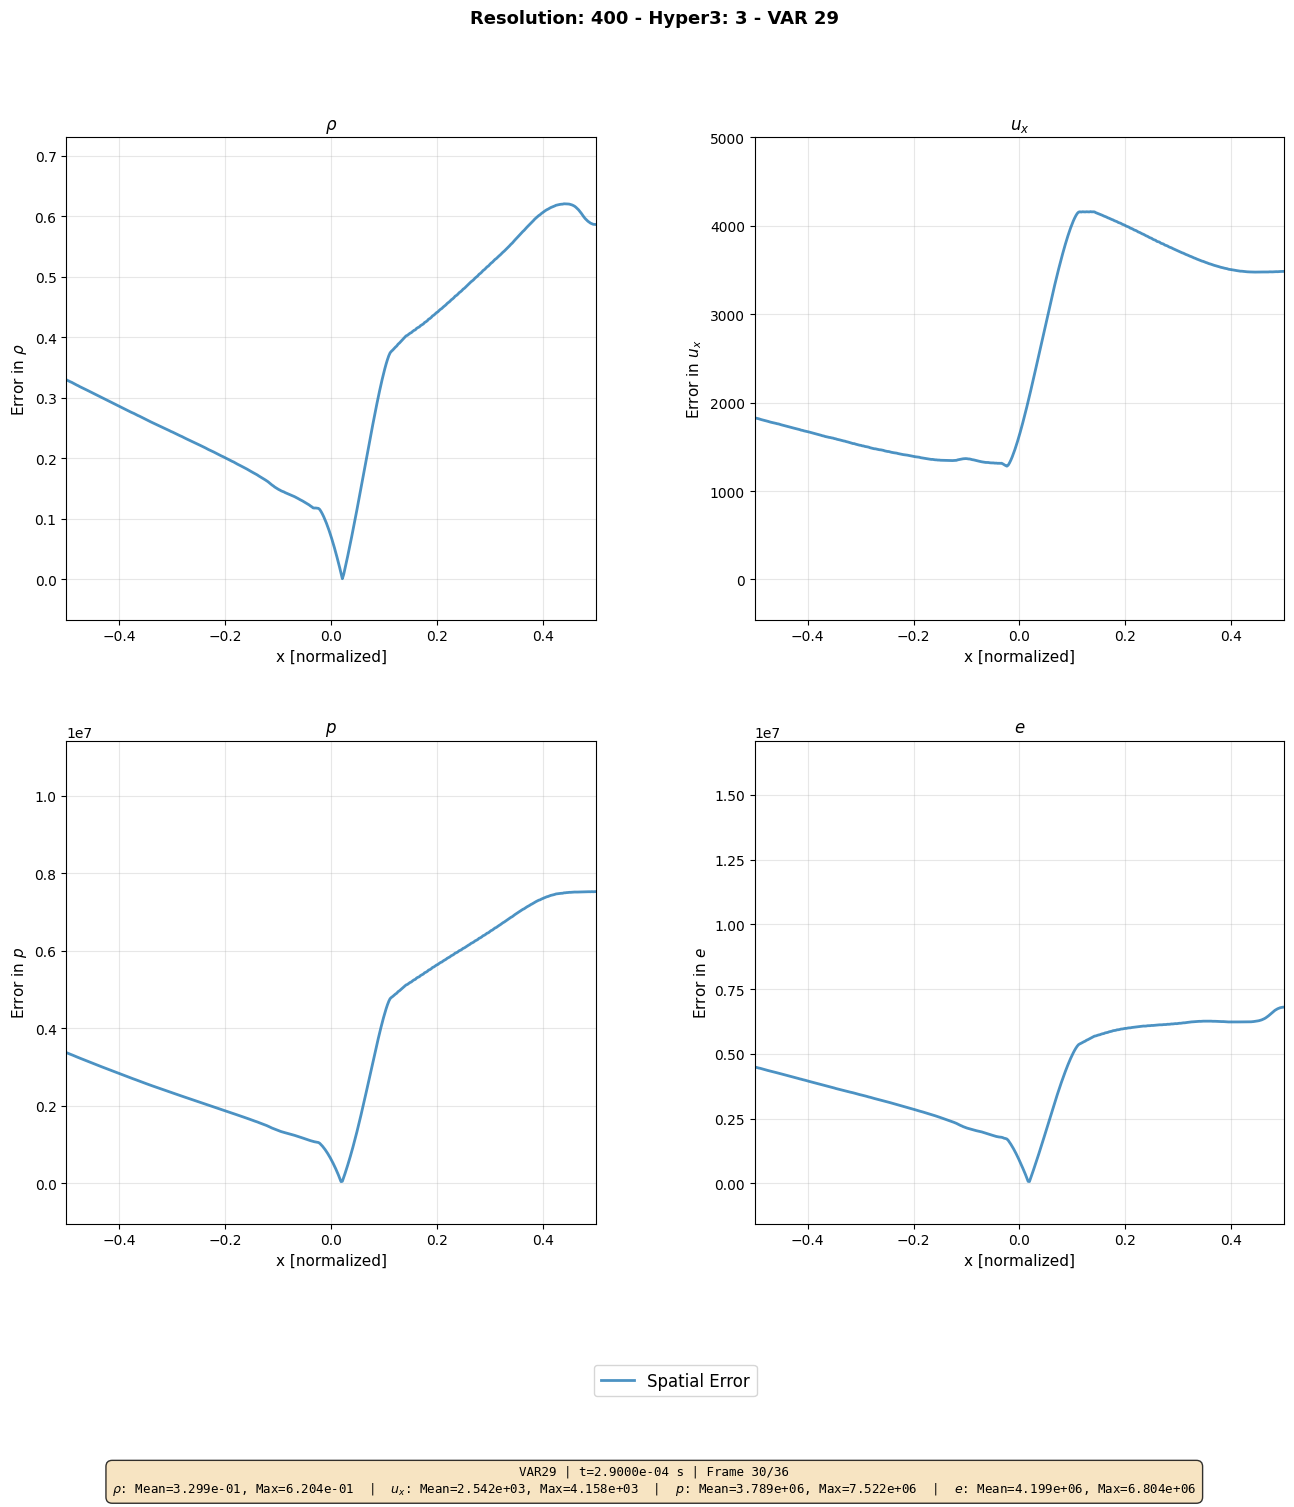 Resolution: 400 - Hyper3: 3 - VAR 29
ρ
0.7
0.6
0.5
0.4
0.3
0.2
0.1
0.0
Error in ρ
−0.4 −0.2 0.0 0.2 0.4
x [normalized]
u_x
5000
4000
3000
2000
1000
0
Error in u_x
−0.4 −0.2 0.0 0.2 0.4
x [normalized]
p
1e7
1.0
0.8
0.6
0.4
0.2
0.0
Error in p
−0.4 −0.2 0.0 0.2 0.4
x [normalized]
e
1e7
1.50
1.25
1.00
0.75
0.50
0.25
0.00
Error in e
−0.4 −0.2 0.0 0.2 0.4
x [normalized]
Spatial Error
VAR29 | t=2.9000e-04 s | Frame 30/36
ρ: Mean=3.299e-01, Max=6.204e-01 | u_x: Mean=2.542e+03, Max=4.158e+03 | p: Mean=3.789e+06, Max=7.522e+06 | e: Mean=4.199e+06, Max=6.804e+06